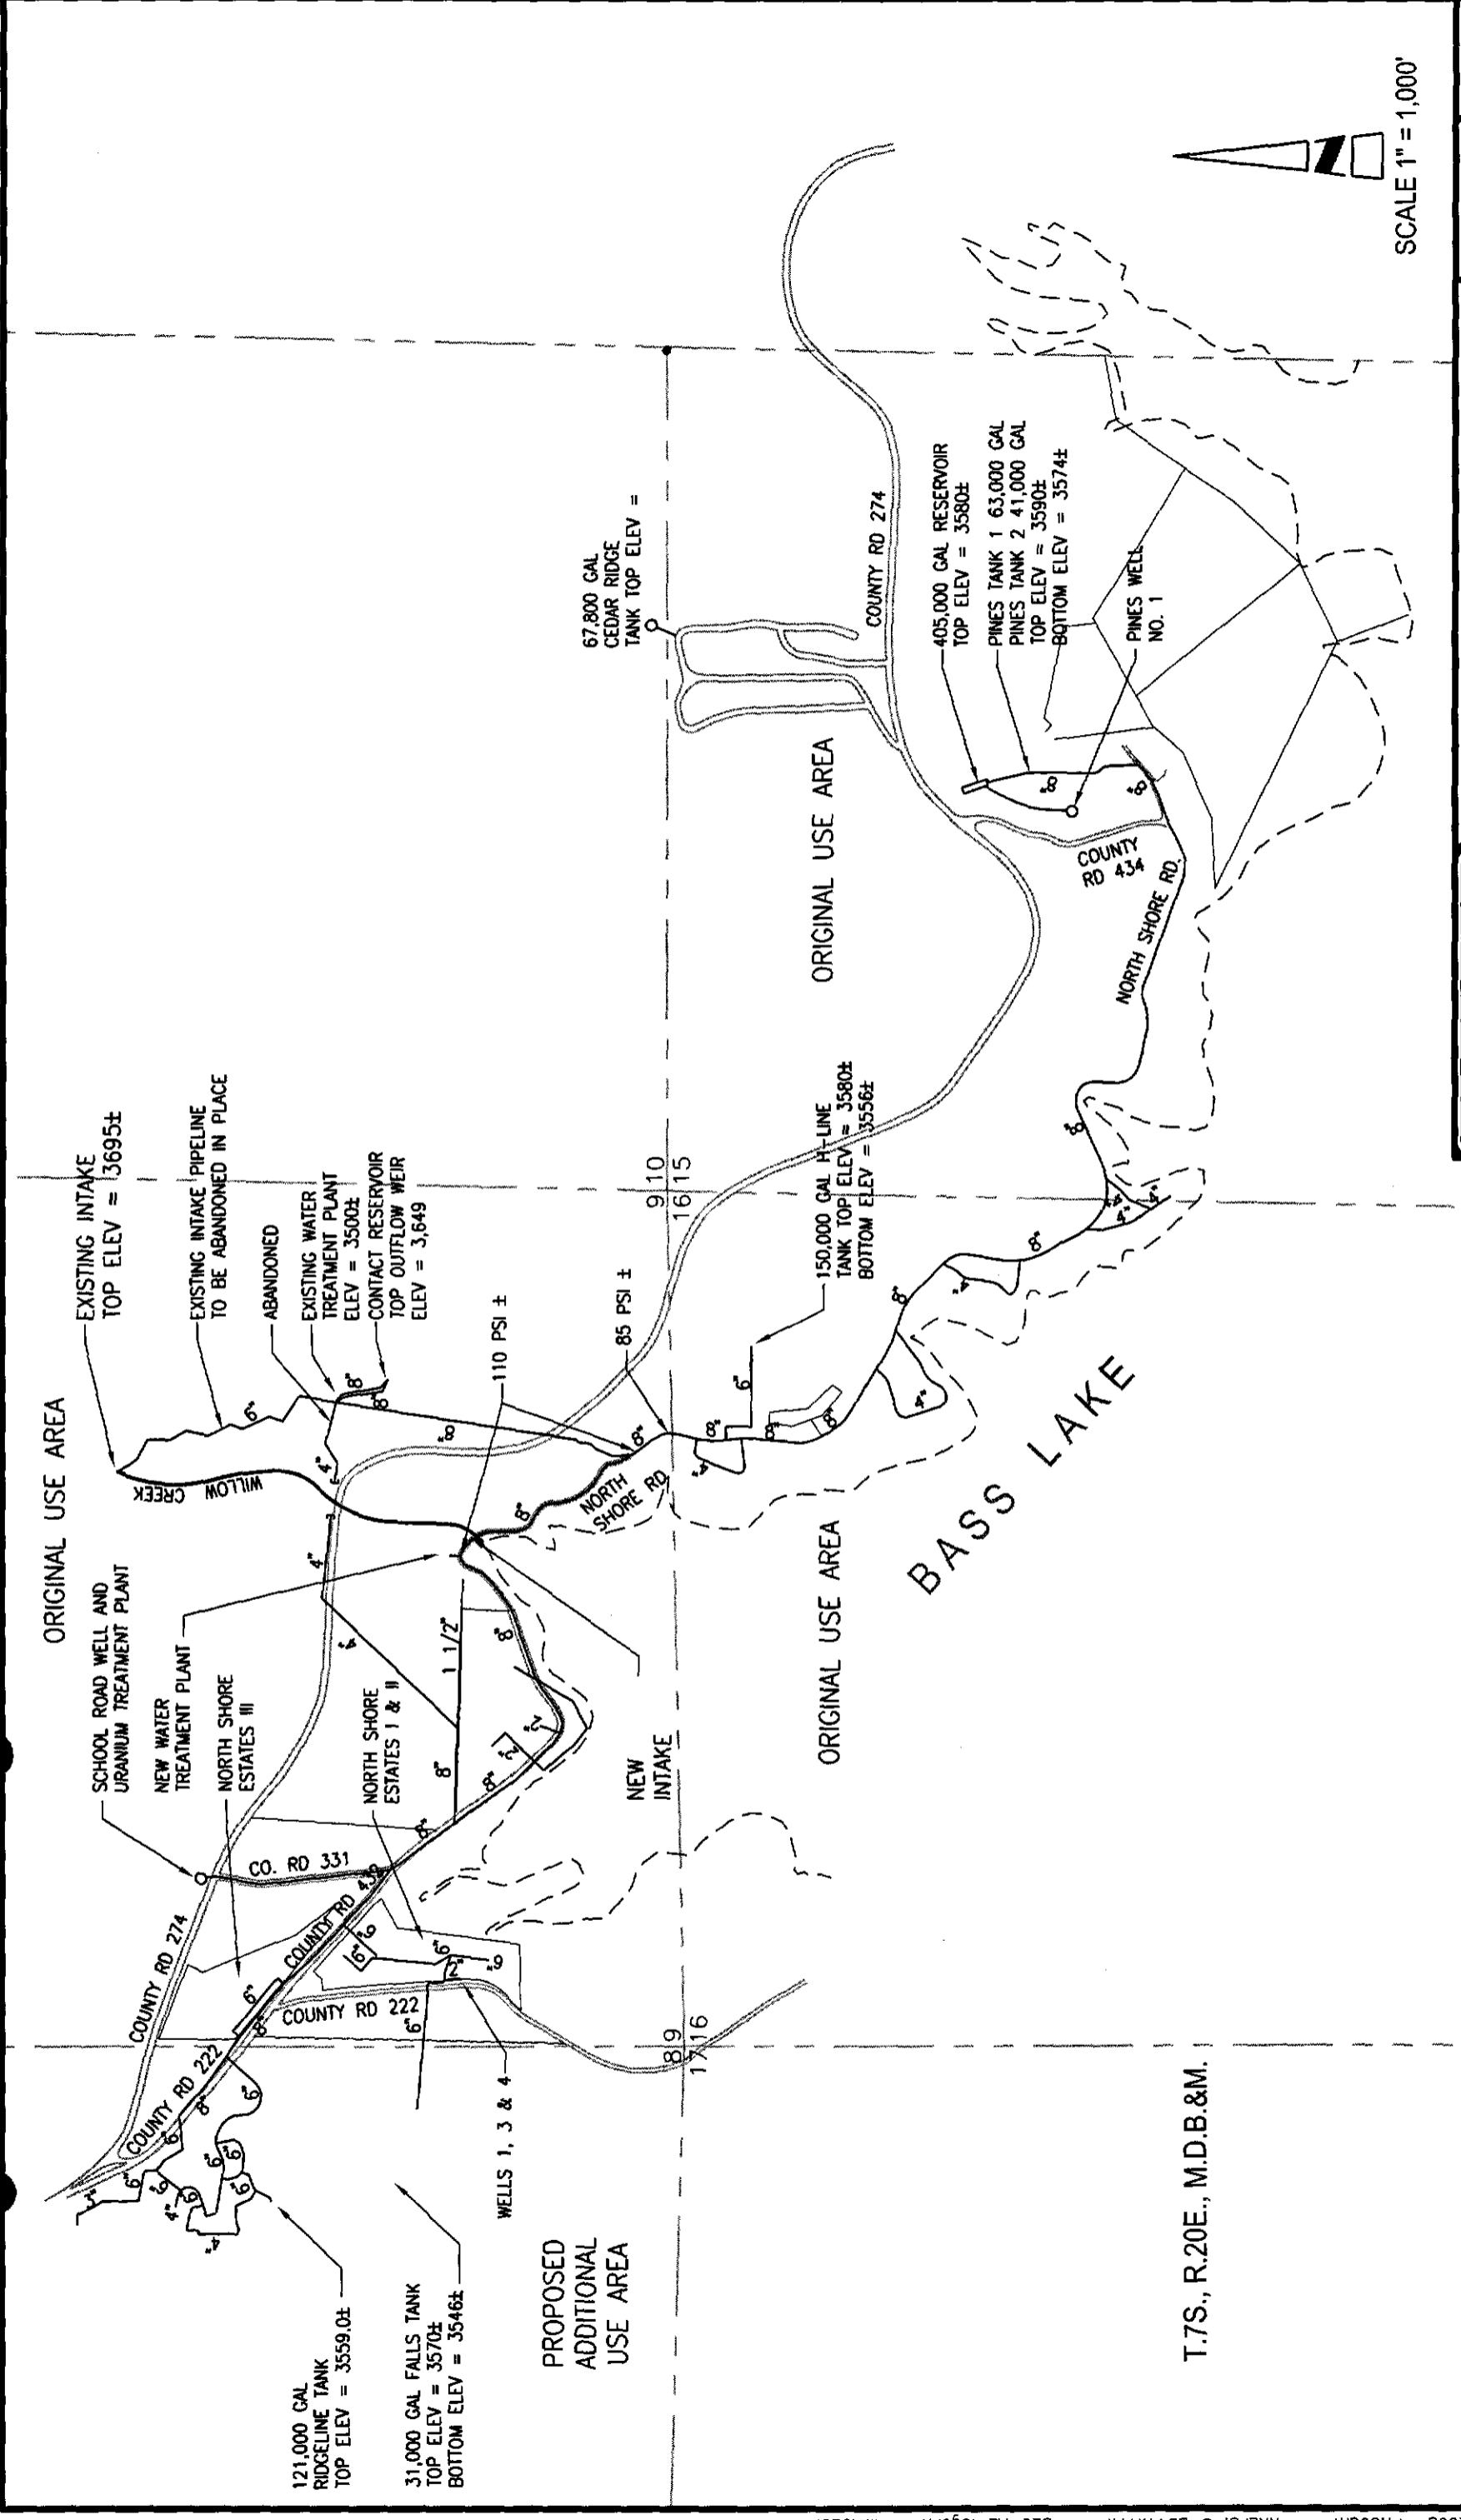 ORIGINAL USE AREA
EXISTING INTAKE
TOP ELEV = 3695±
EXISTING INTAKE PIPELINE
TO BE ABANDONED IN PLACE
ABANDONED
EXISTING WATER
TREATMENT PLANT
ELEV = 3500±
CONTACT RESERVOIR
TOP OUTFLOW WEIR
ELEV = 3,649
SCHOOL ROAD WELL AND
URANIUM TREATMENT PLANT
NEW WATER
TREATMENT PLANT
NORTH SHORE
ESTATES III
NORTH SHORE
ESTATES I & II
WILLOW CREEK
COUNTY RD 274
CO. RD 331
COUNTY RD 432
COUNTY RD 222
COUNTY RD 222
110 PSI ±
85 PSI ±
NORTH
SHORE RD.
NEW
INTAKE
1 1/2"
8"
6"
4"
3"
2"
121,000 GAL
RIDGELINE TANK
TOP ELEV = 3559.0±
31,000 GAL FALLS TANK
TOP ELEV = 3570±
BOTTOM ELEV = 3546±
WELLS 1, 3 & 4
PROPOSED
ADDITIONAL
USE AREA
8 9
17 16
9 10
16 15
67,800 GAL
CEDAR RIDGE
TANK TOP ELEV =
COUNTY RD 274
ORIGINAL USE AREA
ORIGINAL USE AREA
150,000 GAL HI-LINE
TANK TOP ELEV = 3580±
BOTTOM ELEV = 3556±
405,000 GAL RESERVOIR
TOP ELEV = 3580±
PINES TANK 1 63,000 GAL
PINES TANK 2 41,000 GAL
TOP ELEV = 3590±
BOTTOM ELEV = 3574±
PINES WELL
NO. 1
COUNTY
RD 434
NORTH SHORE RD.
BASS LAKE
T.7S., R.20E., M.D.B.&M.
N
SCALE 1" = 1,000'